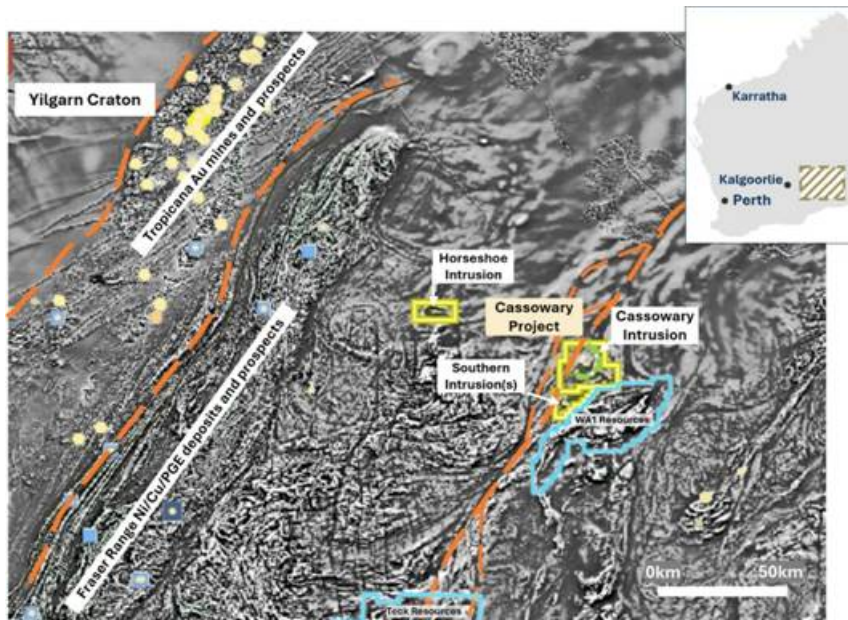 Karratha
Kalgoorlie
Perth
Yilgarn Craton
Tropicana Au mines and prospects
Horseshoe
Intrusion
Cassowary
Project
Cassowary
Intrusion
Southern
Intrusion(s)
WA1 Resources
Fraser Range Ni/Cu/PGE deposits and prospects
0km
50km
Teck Resources